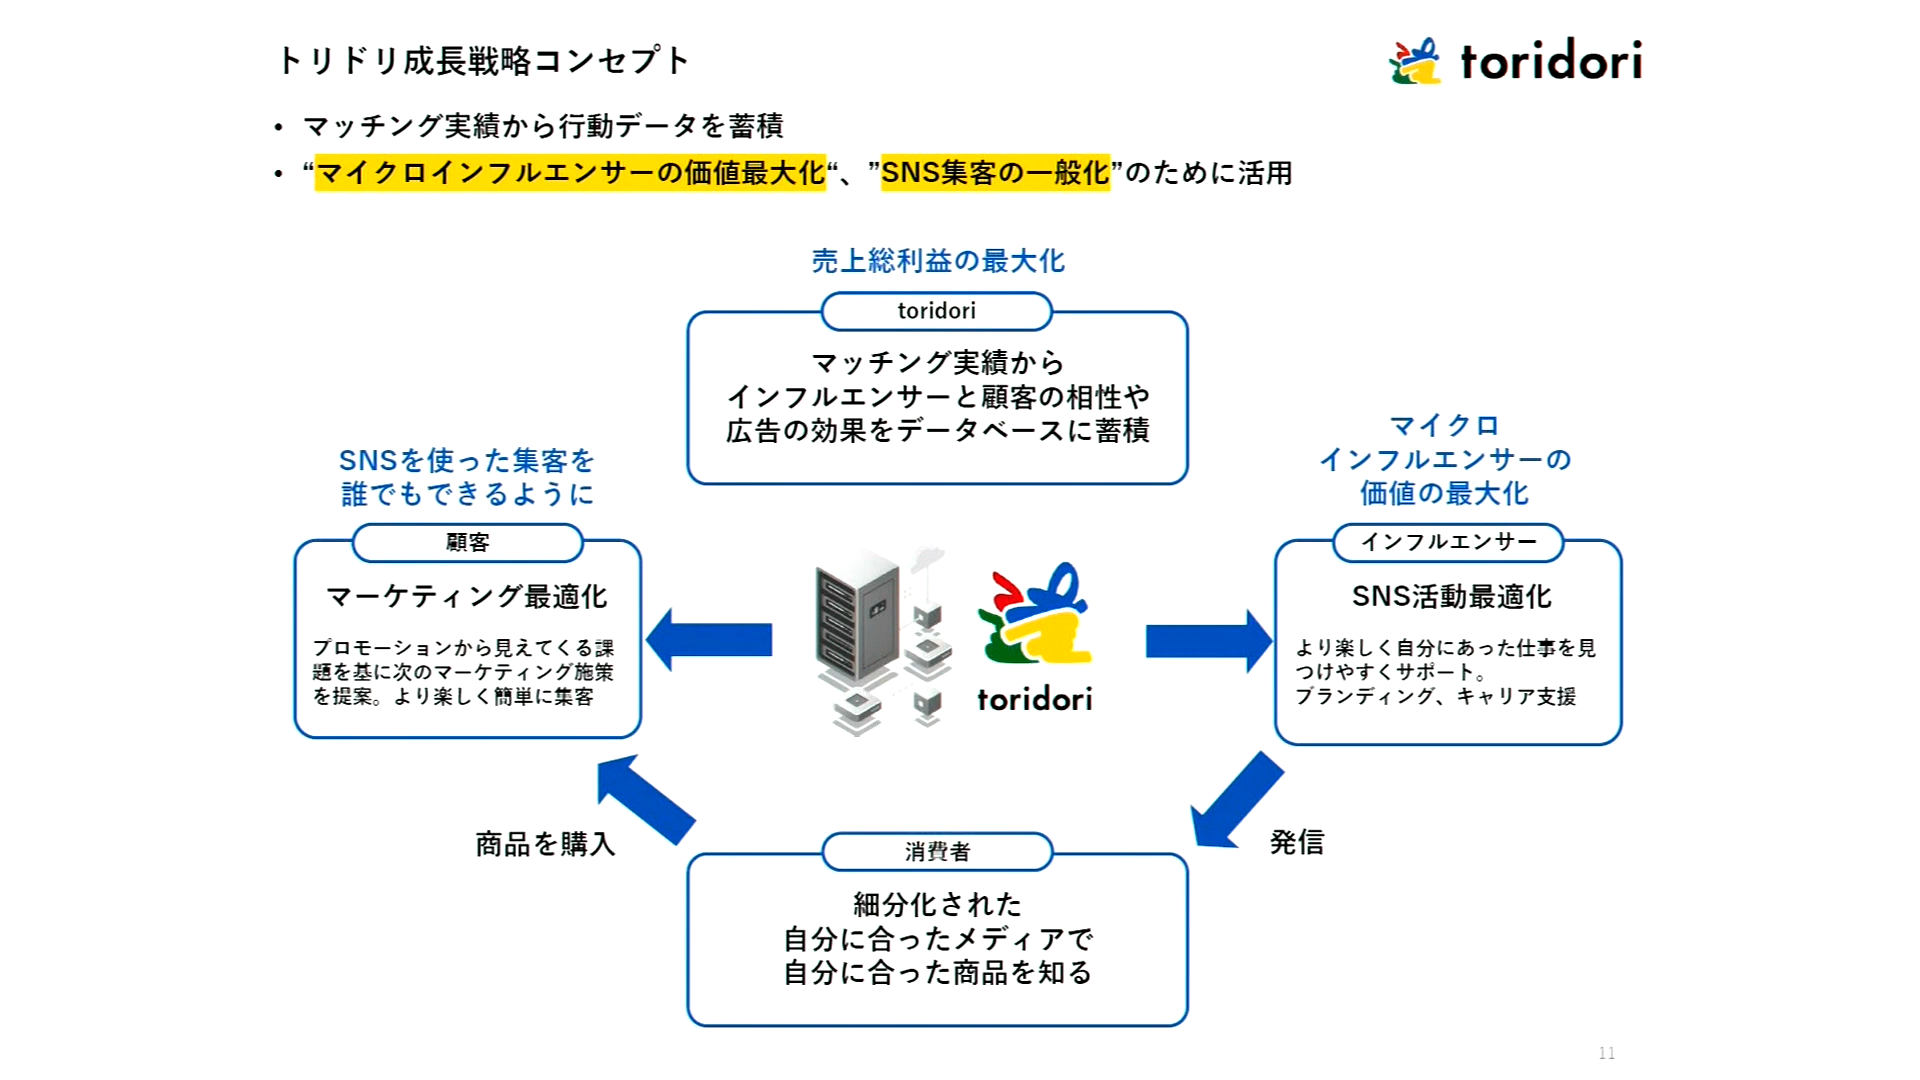 トリドリ成長戦略コンセプト
toridori
• マッチング実績から行動データを蓄積
• “マイクロインフルエンサーの価値最大化“、”SNS集客の一般化”のために活用
売上総利益の最大化
toridori
マッチング実績から
インフルエンサーと顧客の相性や
広告の効果をデータベースに蓄積
SNSを使った集客を
誰でもできるように
顧客
マーケティング最適化
プロモーションから見えてくる課
題を基に次のマーケティング施策
を提案。より楽しく簡単に集客
toridori
マイクロ
インフルエンサーの
価値の最大化
インフルエンサー
SNS活動最適化
より楽しく自分にあった仕事を見
つけやすくサポート。
ブランディング、キャリア支援
商品を購入
発信
消費者
細分化された
自分に合ったメディアで
自分に合った商品を知る
11